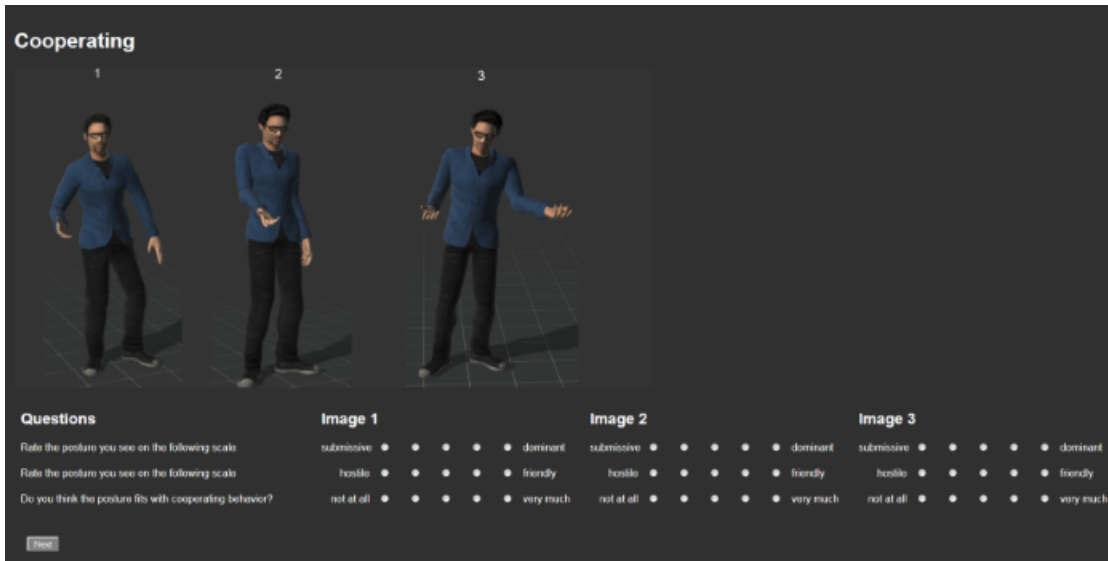 Cooperating
1 2 3
Questions Image 1 Image 2 Image 3
Rate the posture you see on the following scale submissive dominant submissive dominant submissive dominant
Rate the posture you see on the following scale hostile friendly hostile friendly hostile friendly
Do you think the posture fits with cooperating behavior? not at all very much not at all very much not at all very much
Next